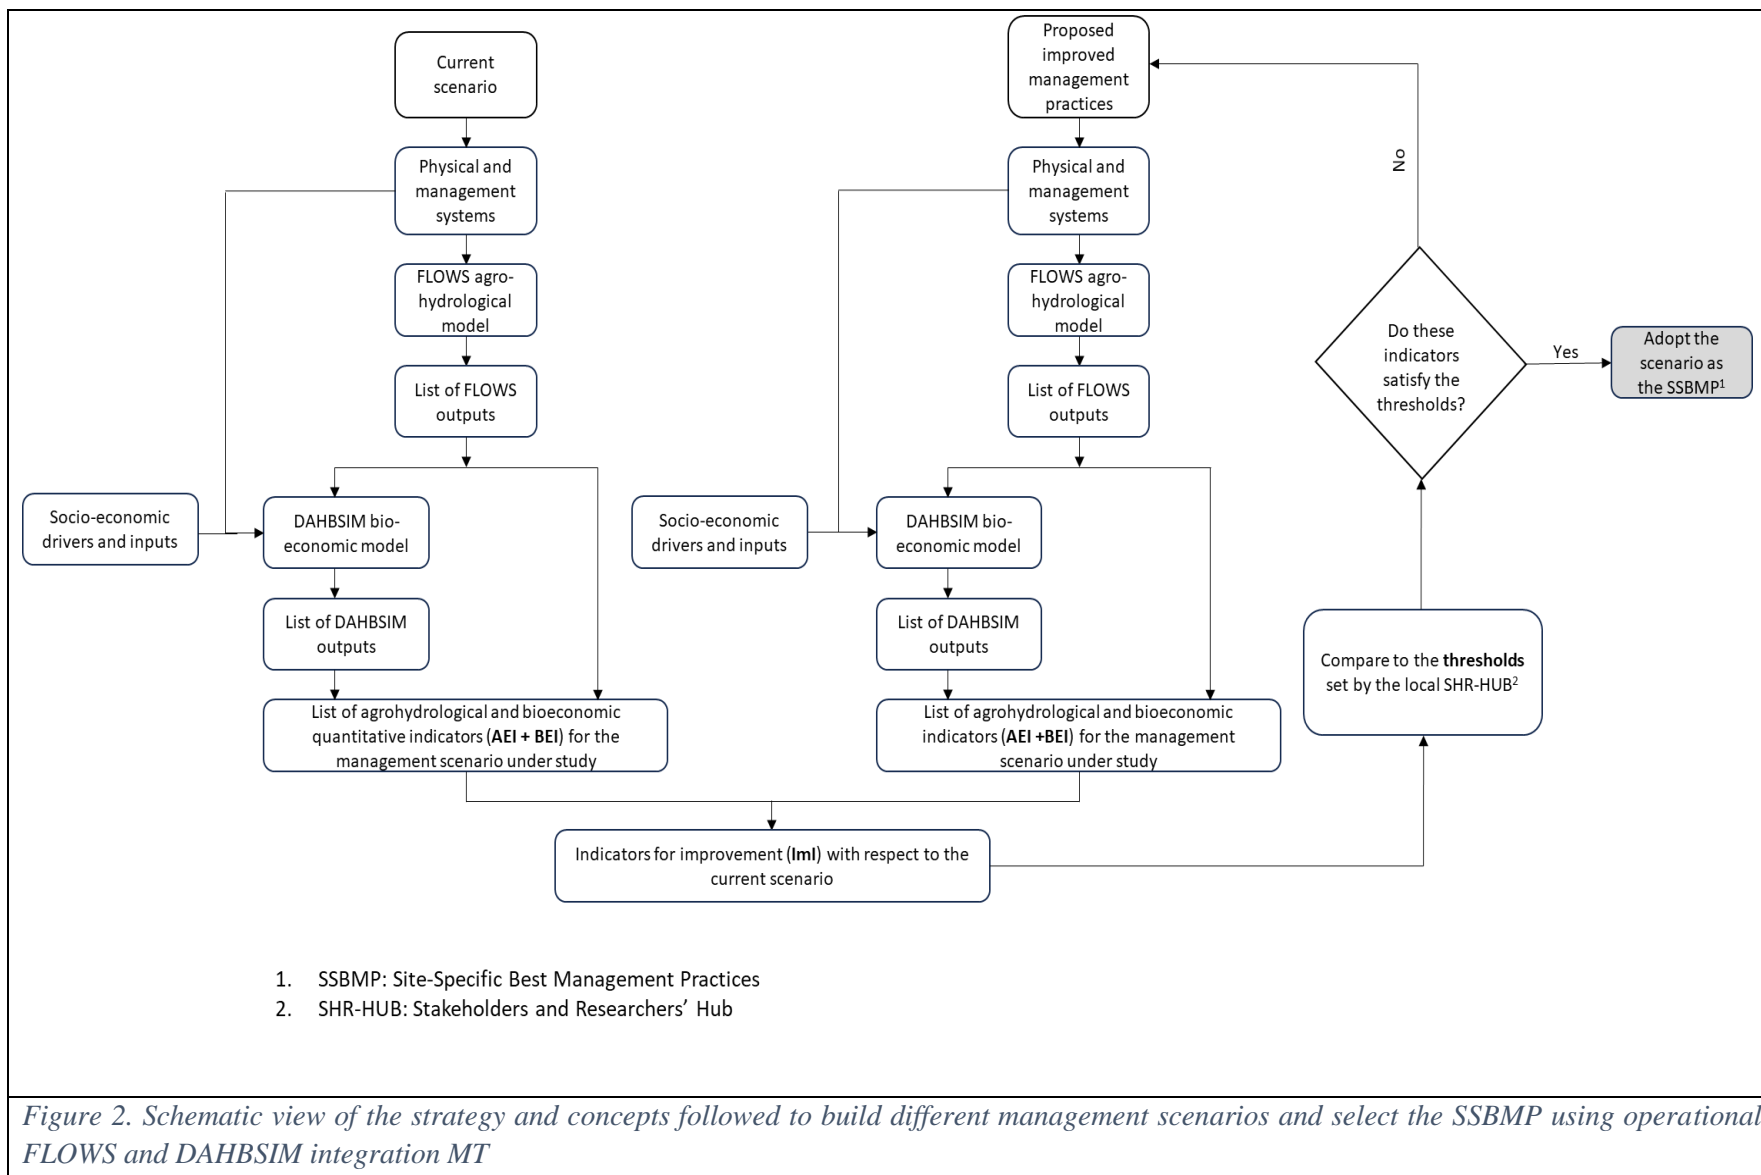 Current
scenario
Physical and
management
systems
FLOWS agro-
hydrological
model
List of FLOWS
outputs
Socio-economic
drivers and inputs
DAHBSIM bio-
economic model
List of DAHBSIM
outputs
List of agrohydrological and bioeconomic
quantitative indicators (AEI + BEI) for the
management scenario under study
Proposed
improved
management
practices
Physical and
management
systems
FLOWS agro-
hydrological
model
List of FLOWS
outputs
Socio-economic
drivers and inputs
DAHBSIM bio-
economic model
List of DAHBSIM
outputs
List of agrohydrological and bioeconomic
indicators (AEI +BEI) for the management
scenario under study
Indicators for improvement (ImI) with respect to the
current scenario
Compare to the thresholds
set by the local SHR-HUB²
Do these
indicators
satisfy the
thresholds?
No
Yes
Adopt the
scenario as
the SSBMP¹
1. SSBMP: Site-Specific Best Management Practices
2. SHR-HUB: Stakeholders and Researchers’ Hub
Figure 2. Schematic view of the strategy and concepts followed to build different management scenarios and select the SSBMP using operational
FLOWS and DAHBSIM integration MT